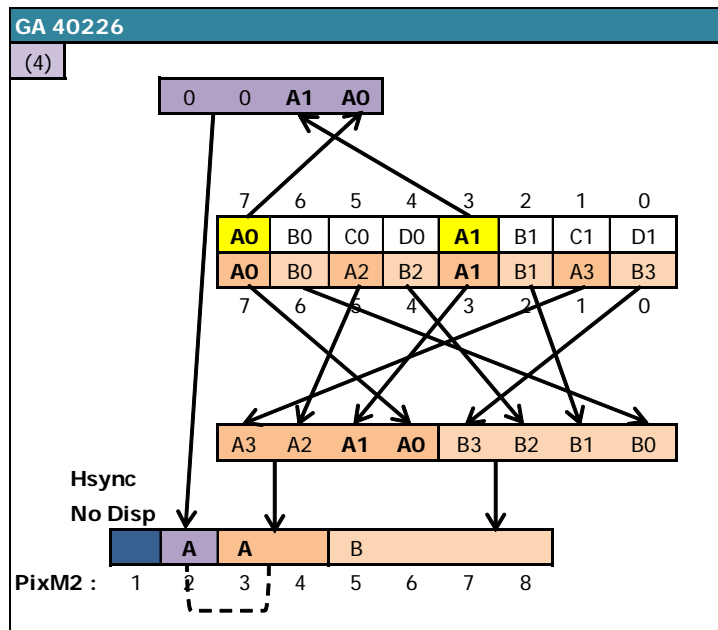 GA 40226
(4)
0 0 A1 A0
7 6 5 4 3 2 1 0
A0 B0 C0 D0 A1 B1 C1 D1
A0 B0 A2 B2 A1 B1 A3 B3
7 6 5 4 3 2 1 0
A3 A2 A1 A0 B3 B2 B1 B0
Hsync
No Disp
A A B
PixM2 : 1 2 3 4 5 6 7 8